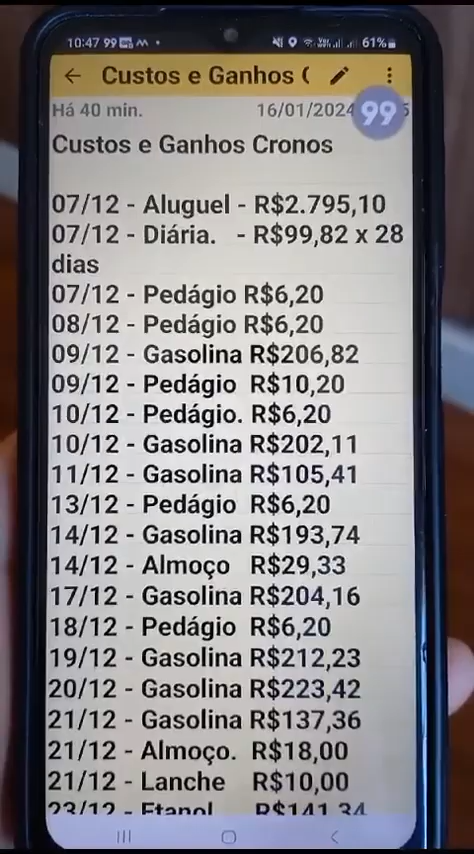 10:47 99
61%
Custos e Ganhos (
Há 40 min. 16/01/2024 99 5
Custos e Ganhos Cronos
07/12 - Aluguel - R$2.795,10
07/12 - Diária. - R$99,82 x 28
dias
07/12 - Pedágio R$6,20
08/12 - Pedágio R$6,20
09/12 - Gasolina R$206,82
09/12 - Pedágio R$10,20
10/12 - Pedágio. R$6,20
10/12 - Gasolina R$202,11
11/12 - Gasolina R$105,41
13/12 - Pedágio R$6,20
14/12 - Gasolina R$193,74
14/12 - Almoço R$29,33
17/12 - Gasolina R$204,16
18/12 - Pedágio R$6,20
19/12 - Gasolina R$212,23
20/12 - Gasolina R$223,42
21/12 - Gasolina R$137,36
21/12 - Almoço. R$18,00
21/12 - Lanche R$10,00
23/12 - Etanol R$141,34